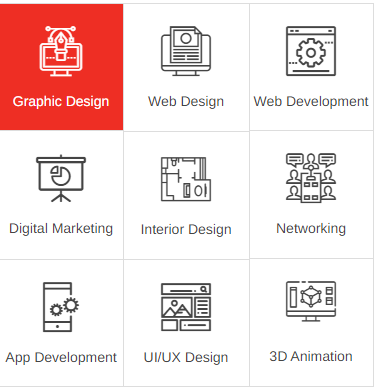 Graphic Design
Web Design
Web Development
Digital Marketing
Interior Design
Networking
App Development
UI/UX Design
3D Animation